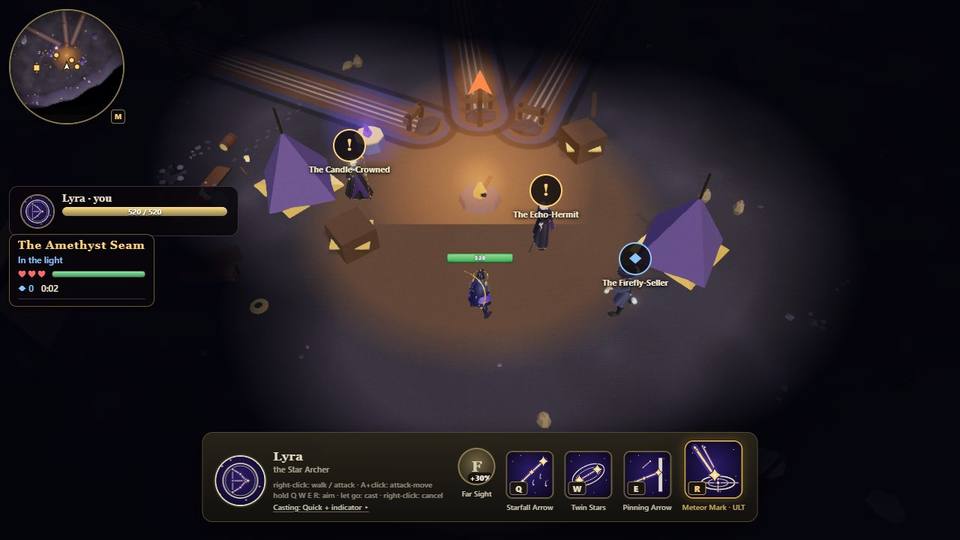 M
Lyra · you
520 / 520
The Amethyst Seam
In the light
0 0:02
!
The Candle-Crowned
!
The Echo-Hermit
The Firefly-Seller
520
Lyra
the Star Archer
right-click: walk / attack · A+click: attack-move
hold Q W E R: aim · let go: cast · right-click: cancel
Casting: Quick + indicator
F
+30%
Far Sight
Q
Starfall Arrow
W
Twin Stars
E
Pinning Arrow
R
Meteor Mark · ULT